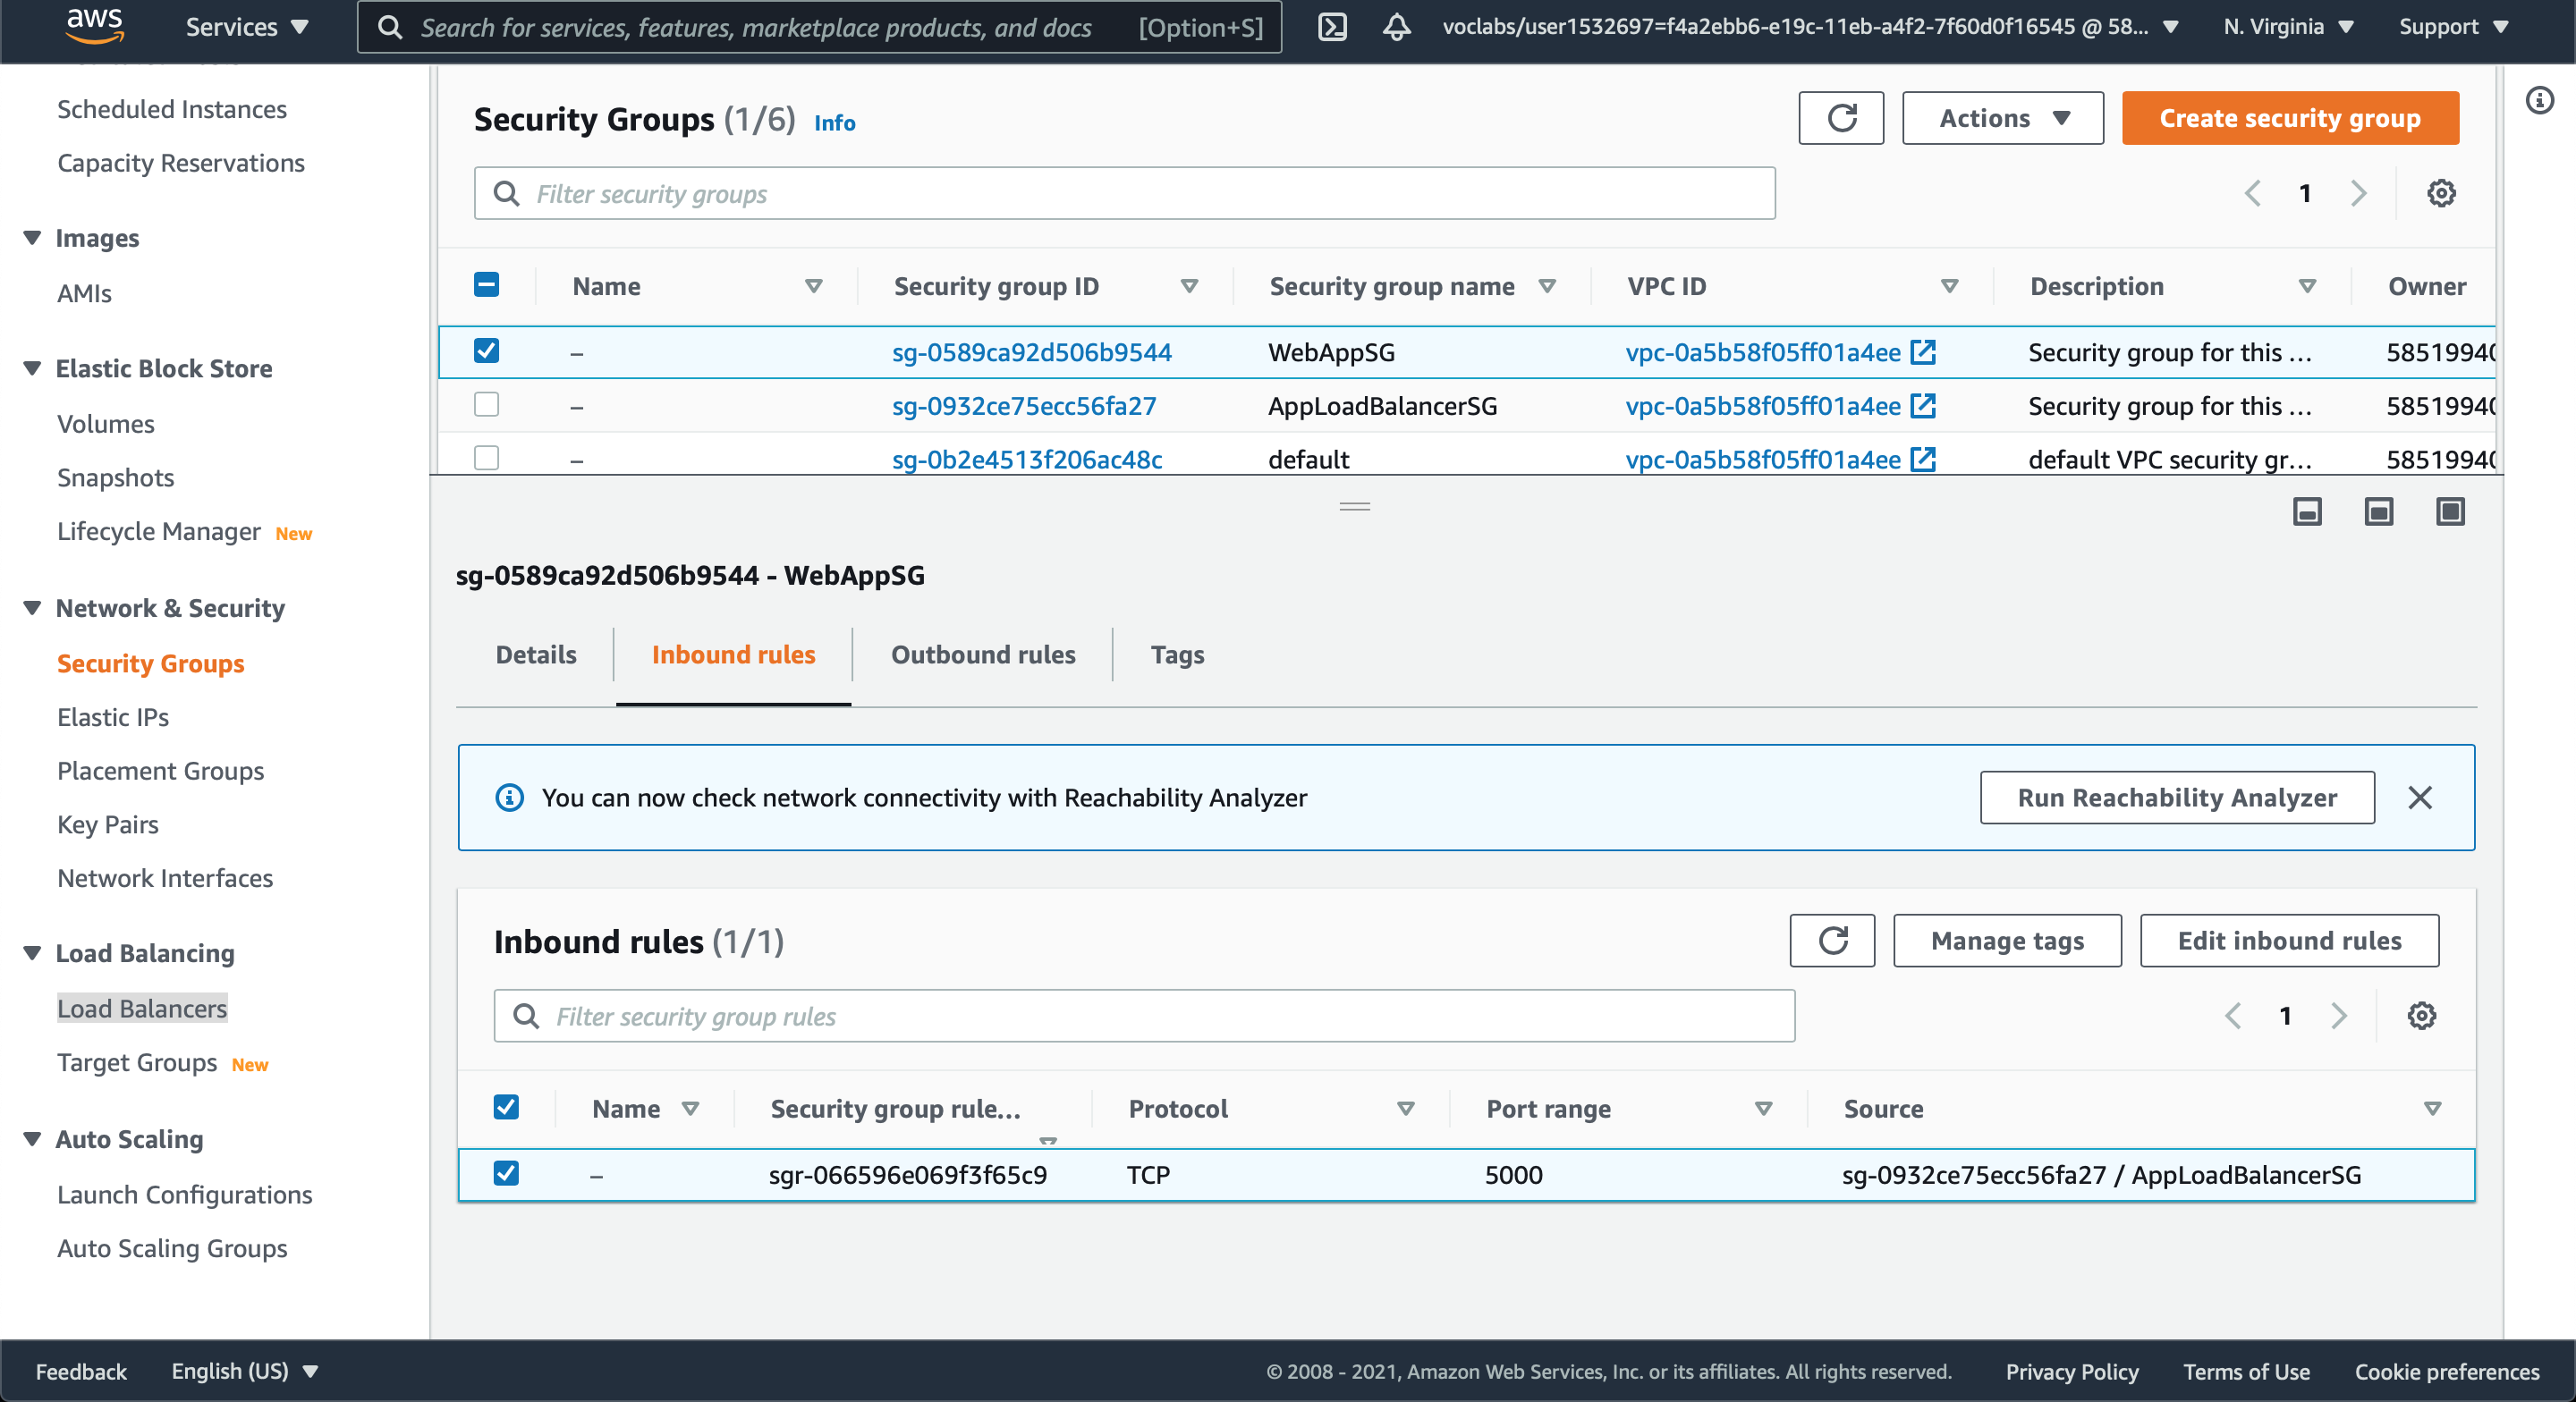 aws
Services
Search for services, features, marketplace products, and docs [Option+S]
voclabs/user1532697=f4a2ebb6-e19c-11eb-a4f2-7f60d0f16545 @ 58...
N. Virginia
Support
Scheduled Instances
Capacity Reservations
Images
AMIs
Elastic Block Store
Volumes
Snapshots
Lifecycle Manager New
Network & Security
Security Groups
Elastic IPs
Placement Groups
Key Pairs
Network Interfaces
Load Balancing
Load Balancers
Target Groups New
Auto Scaling
Launch Configurations
Auto Scaling Groups
Security Groups (1/6) Info
Actions
Create security group
Filter security groups
1
Name Security group ID Security group name VPC ID Description Owner
– sg-0589ca92d506b9544 WebAppSG vpc-0a5b58f05ff01a4ee Security group for this ... 58519940
– sg-0932ce75ecc56fa27 AppLoadBalancerSG vpc-0a5b58f05ff01a4ee Security group for this ... 58519940
– sg-0b2e4513f206ac48c default vpc-0a5b58f05ff01a4ee default VPC security gr... 58519940
sg-0589ca92d506b9544 - WebAppSG
Details Inbound rules Outbound rules Tags
You can now check network connectivity with Reachability Analyzer
Run Reachability Analyzer
Inbound rules (1/1)
Manage tags
Edit inbound rules
Filter security group rules
1
Name Security group rule... Protocol Port range Source
– sgr-066596e069f3f65c9 TCP 5000 sg-0932ce75ecc56fa27 / AppLoadBalancerSG
Feedback English (US) © 2008 - 2021, Amazon Web Services, Inc. or its affiliates. All rights reserved. Privacy Policy Terms of Use Cookie preferences